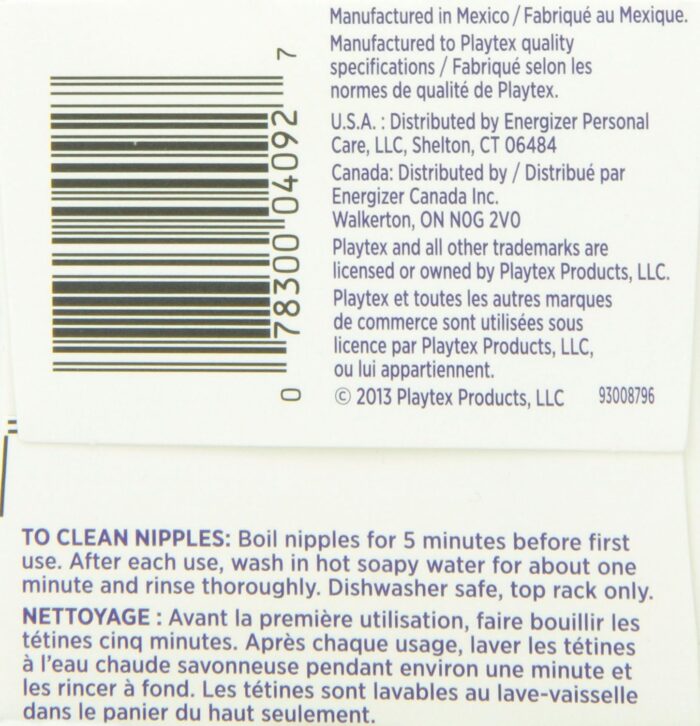 0 78300 04092 7
Manufactured in Mexico / Fabriqué au Mexique.
Manufactured to Playtex quality
specifications / Fabriqué selon les
normes de qualité de Playtex.
U.S.A. : Distributed by Energizer Personal
Care, LLC, Shelton, CT 06484
Canada: Distributed by / Distribué par
Energizer Canada Inc.
Walkerton, ON N0G 2V0
Playtex and all other trademarks are
licensed or owned by Playtex Products, LLC.
Playtex et toutes les autres marques
de commerce sont utilisées sous
licence par Playtex Products, LLC,
ou lui appartiennent.
© 2013 Playtex Products, LLC 93008796
TO CLEAN NIPPLES: Boil nipples for 5 minutes before first
use. After each use, wash in hot soapy water for about one
minute and rinse thoroughly. Dishwasher safe, top rack only.
NETTOYAGE : Avant la première utilisation, faire bouillir les
tétines cinq minutes. Après chaque usage, laver les tétines
à l'eau chaude savonneuse pendant environ une minute et
les rincer à fond. Les tétines sont lavables au lave-vaisselle
dans le panier du haut seulement.